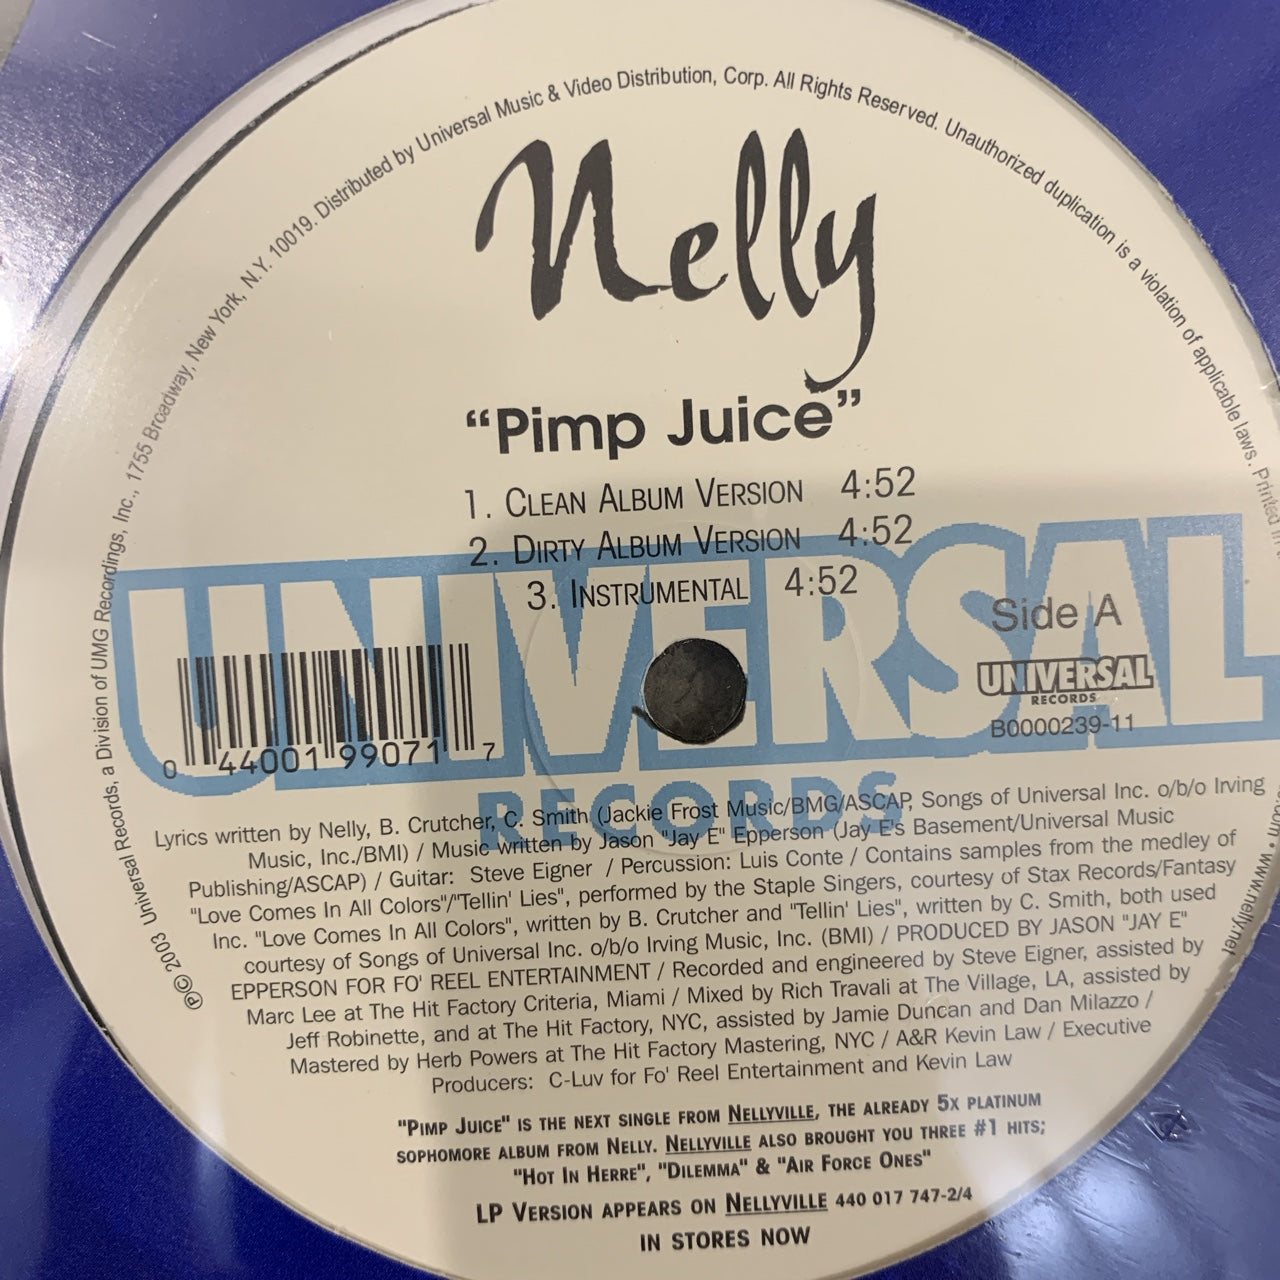 ℗© 2003 Universal Records, a Division of UMG Recordings, Inc., 1755 Broadway, New York, N.Y. 10019. Distributed by Universal Music & Video Distribution, Corp. All Rights Reserved. Unauthorized duplication is a violation of applicable laws. Printed in
.com • www.nelly.net
Nelly
“Pimp Juice”
1. CLEAN ALBUM VERSION 4:52
2. DIRTY ALBUM VERSION 4:52
3. INSTRUMENTAL 4:52
UNIVERSAL
RECORDS
Side A
UNIVERSAL
RECORDS
B0000239-11
0 44001 99071 7
Lyrics written by Nelly, B. Crutcher, C. Smith (Jackie Frost Music/BMG/ASCAP, Songs of Universal Inc. o/b/o Irving
Music, Inc./BMI) / Music written by Jason "Jay E" Epperson (Jay E's Basement/Universal Music
Publishing/ASCAP) / Guitar: Steve Eigner / Percussion: Luis Conte / Contains samples from the medley of
"Love Comes In All Colors"/"Tellin' Lies", performed by the Staple Singers, courtesy of Stax Records/Fantasy
Inc. "Love Comes In All Colors", written by B. Crutcher and "Tellin' Lies", written by C. Smith, both used
courtesy of Songs of Universal Inc. o/b/o Irving Music, Inc. (BMI) / PRODUCED BY JASON "JAY E"
EPPERSON FOR FO' REEL ENTERTAINMENT / Recorded and engineered by Steve Eigner, assisted by
Marc Lee at The Hit Factory Criteria, Miami / Mixed by Rich Travali at The Village, LA, assisted by
Jeff Robinette, and at The Hit Factory, NYC, assisted by Jamie Duncan and Dan Milazzo /
Mastered by Herb Powers at The Hit Factory Mastering, NYC / A&R Kevin Law / Executive
Producers: C-Luv for Fo' Reel Entertainment and Kevin Law
"PIMP JUICE" IS THE NEXT SINGLE FROM NELLYVILLE, THE ALREADY 5X PLATINUM
SOPHOMORE ALBUM FROM NELLY. NELLYVILLE ALSO BROUGHT YOU THREE #1 HITS;
"HOT IN HERRE", "DILEMMA" & "AIR FORCE ONES"
LP VERSION APPEARS ON NELLYVILLE 440 017 747-2/4
IN STORES NOW